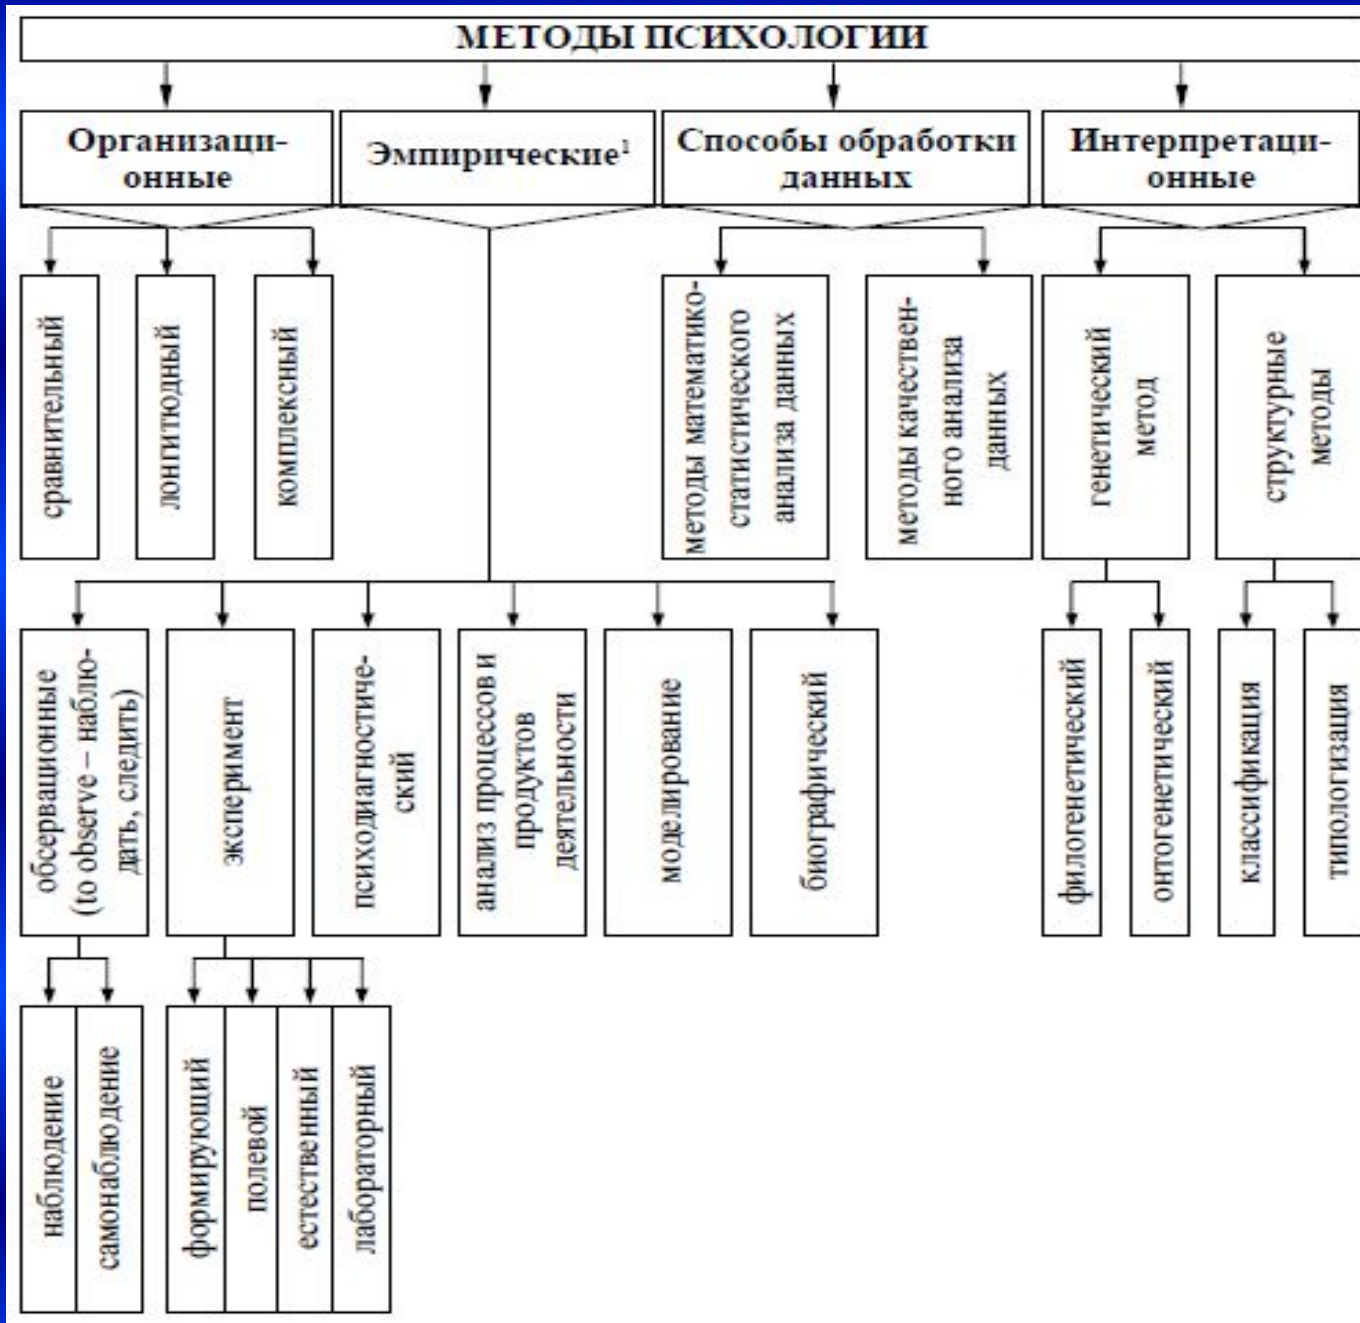 МЕТОДЫ ПСИХОЛОГИИ
Организаци-
онные
Эмпирические¹
Способы обработки
данных
Интерпретаци-
онные
сравнительный
лонгитюдный
комплексный
методы математико-
статистического
анализа данных
методы качествен-
ного анализа
данных
генетический
метод
структурные
методы
обсервационные
(to observe – наблю-
дать, следить)
эксперимент
психодиагностиче-
ский
анализ процессов и
продуктов
деятельности
моделирование
биографический
филогенетический
онтогенетический
классификация
типологизация
наблюдение
самонаблюдение
формирующий
полевой
естественный
лабораторный